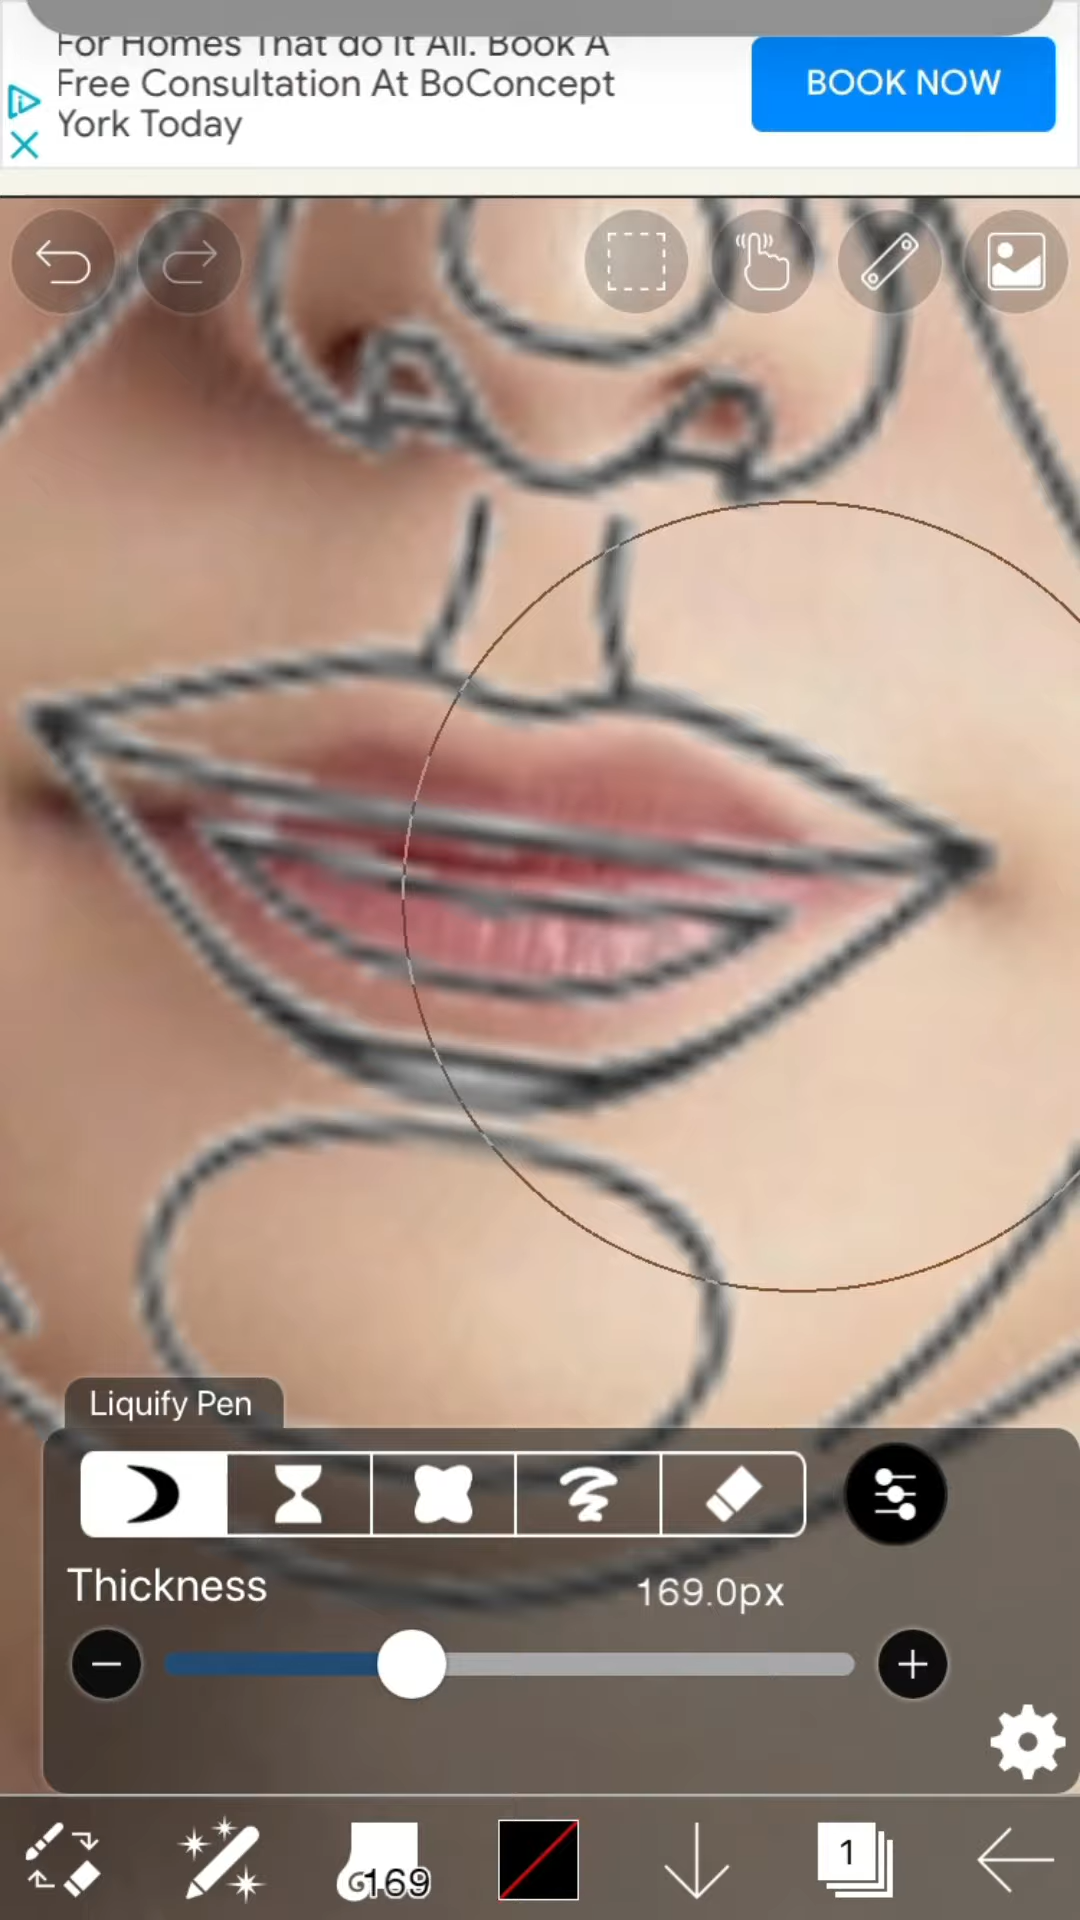 For Homes That do It All. Book A
Free Consultation At BoConcept
York Today
BOOK NOW
Liquify Pen
Thickness
169.0px
169
1